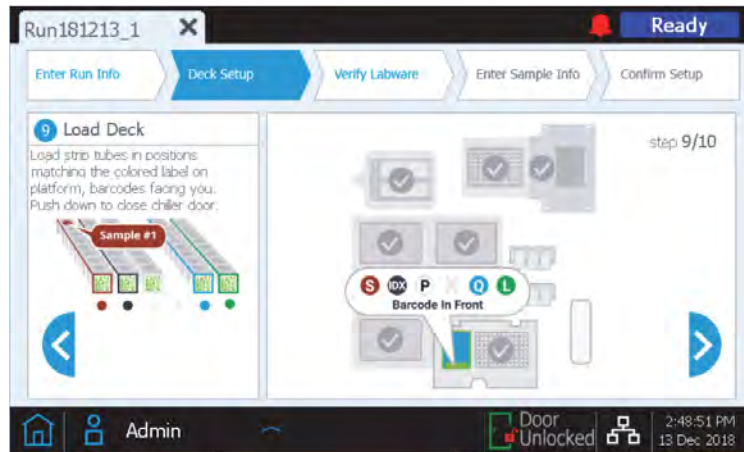 Run181213_1
Ready
Enter Run Info
Deck Setup
Verify Labware
Enter Sample Info
Confirm Setup
9 Load Deck
Load strip tubes in positions
matching the colored label on
platform, barcodes facing you.
Push down to close chiller door.
Sample #1
step 9/10
S IDX P X Q L
Barcode In Front
Admin
Door
Unlocked
2:48:51 PM
13 Dec 2018